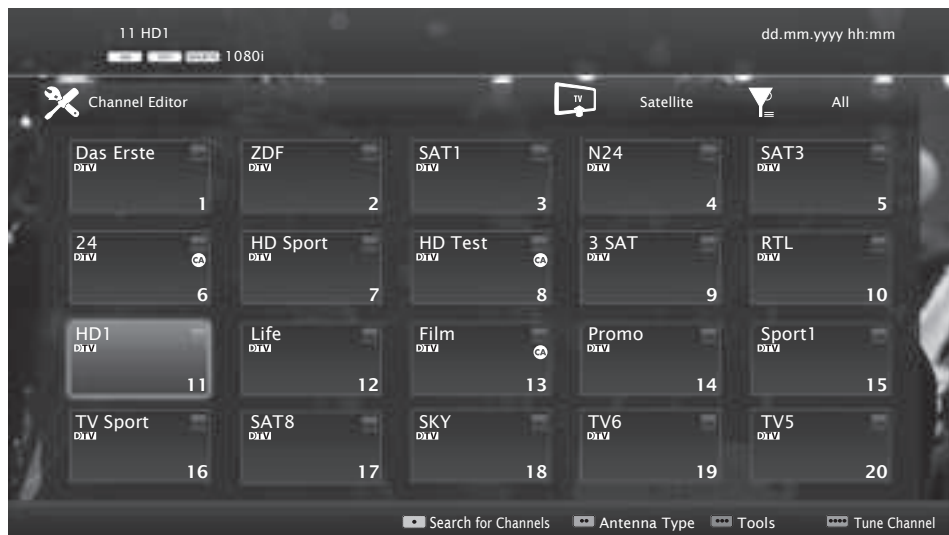 11 HD1
dd.mm.yyyy hh:mm
1080i
Channel Editor
TV
Satellite
All
Das Erste
DTV
1
ZDF
DTV
2
SAT1
DTV
3
N24
DTV
4
SAT3
DTV
5
24
DTV
CA
6
HD Sport
DTV
7
HD Test
DTV
CA
8
3 SAT
DTV
9
RTL
DTV
10
HD1
DTV
11
Life
DTV
12
Film
DTV
CA
13
Promo
DTV
14
Sport1
DTV
15
TV Sport
DTV
16
SAT8
DTV
17
SKY
DTV
18
TV6
DTV
19
TV5
DTV
20
Search for Channels
Antenna Type
Tools
Tune Channel